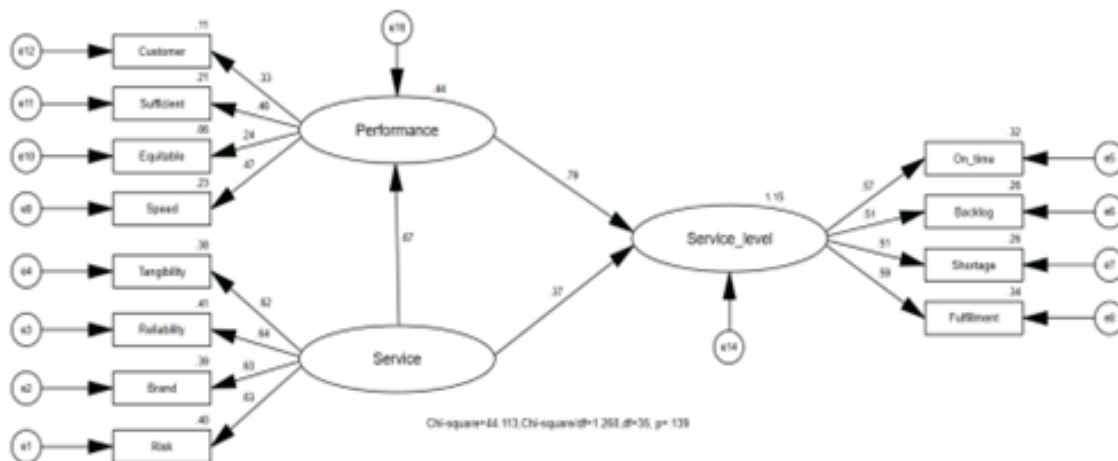 .11
e12
Customer
.33
.21
e11
Sufficient
.46
.06
e10
Equitable
.24
.47
.23
e9
Speed
.44
Performance
.38
e4
Tangibility
.62
.41
e3
Reliability
.64
.39
e2
Brand
.63
.40
e1
Risk
.63
Service
.67
.79
.37
1.15
Service_level
e14
.32
On_time
e5
.57
.26
Backlog
e6
.51
.26
Shortage
e7
.51
.34
Fulfillment
.59
Chi-square=44.113,Chi-square/df=1.260,df=35, p=.139